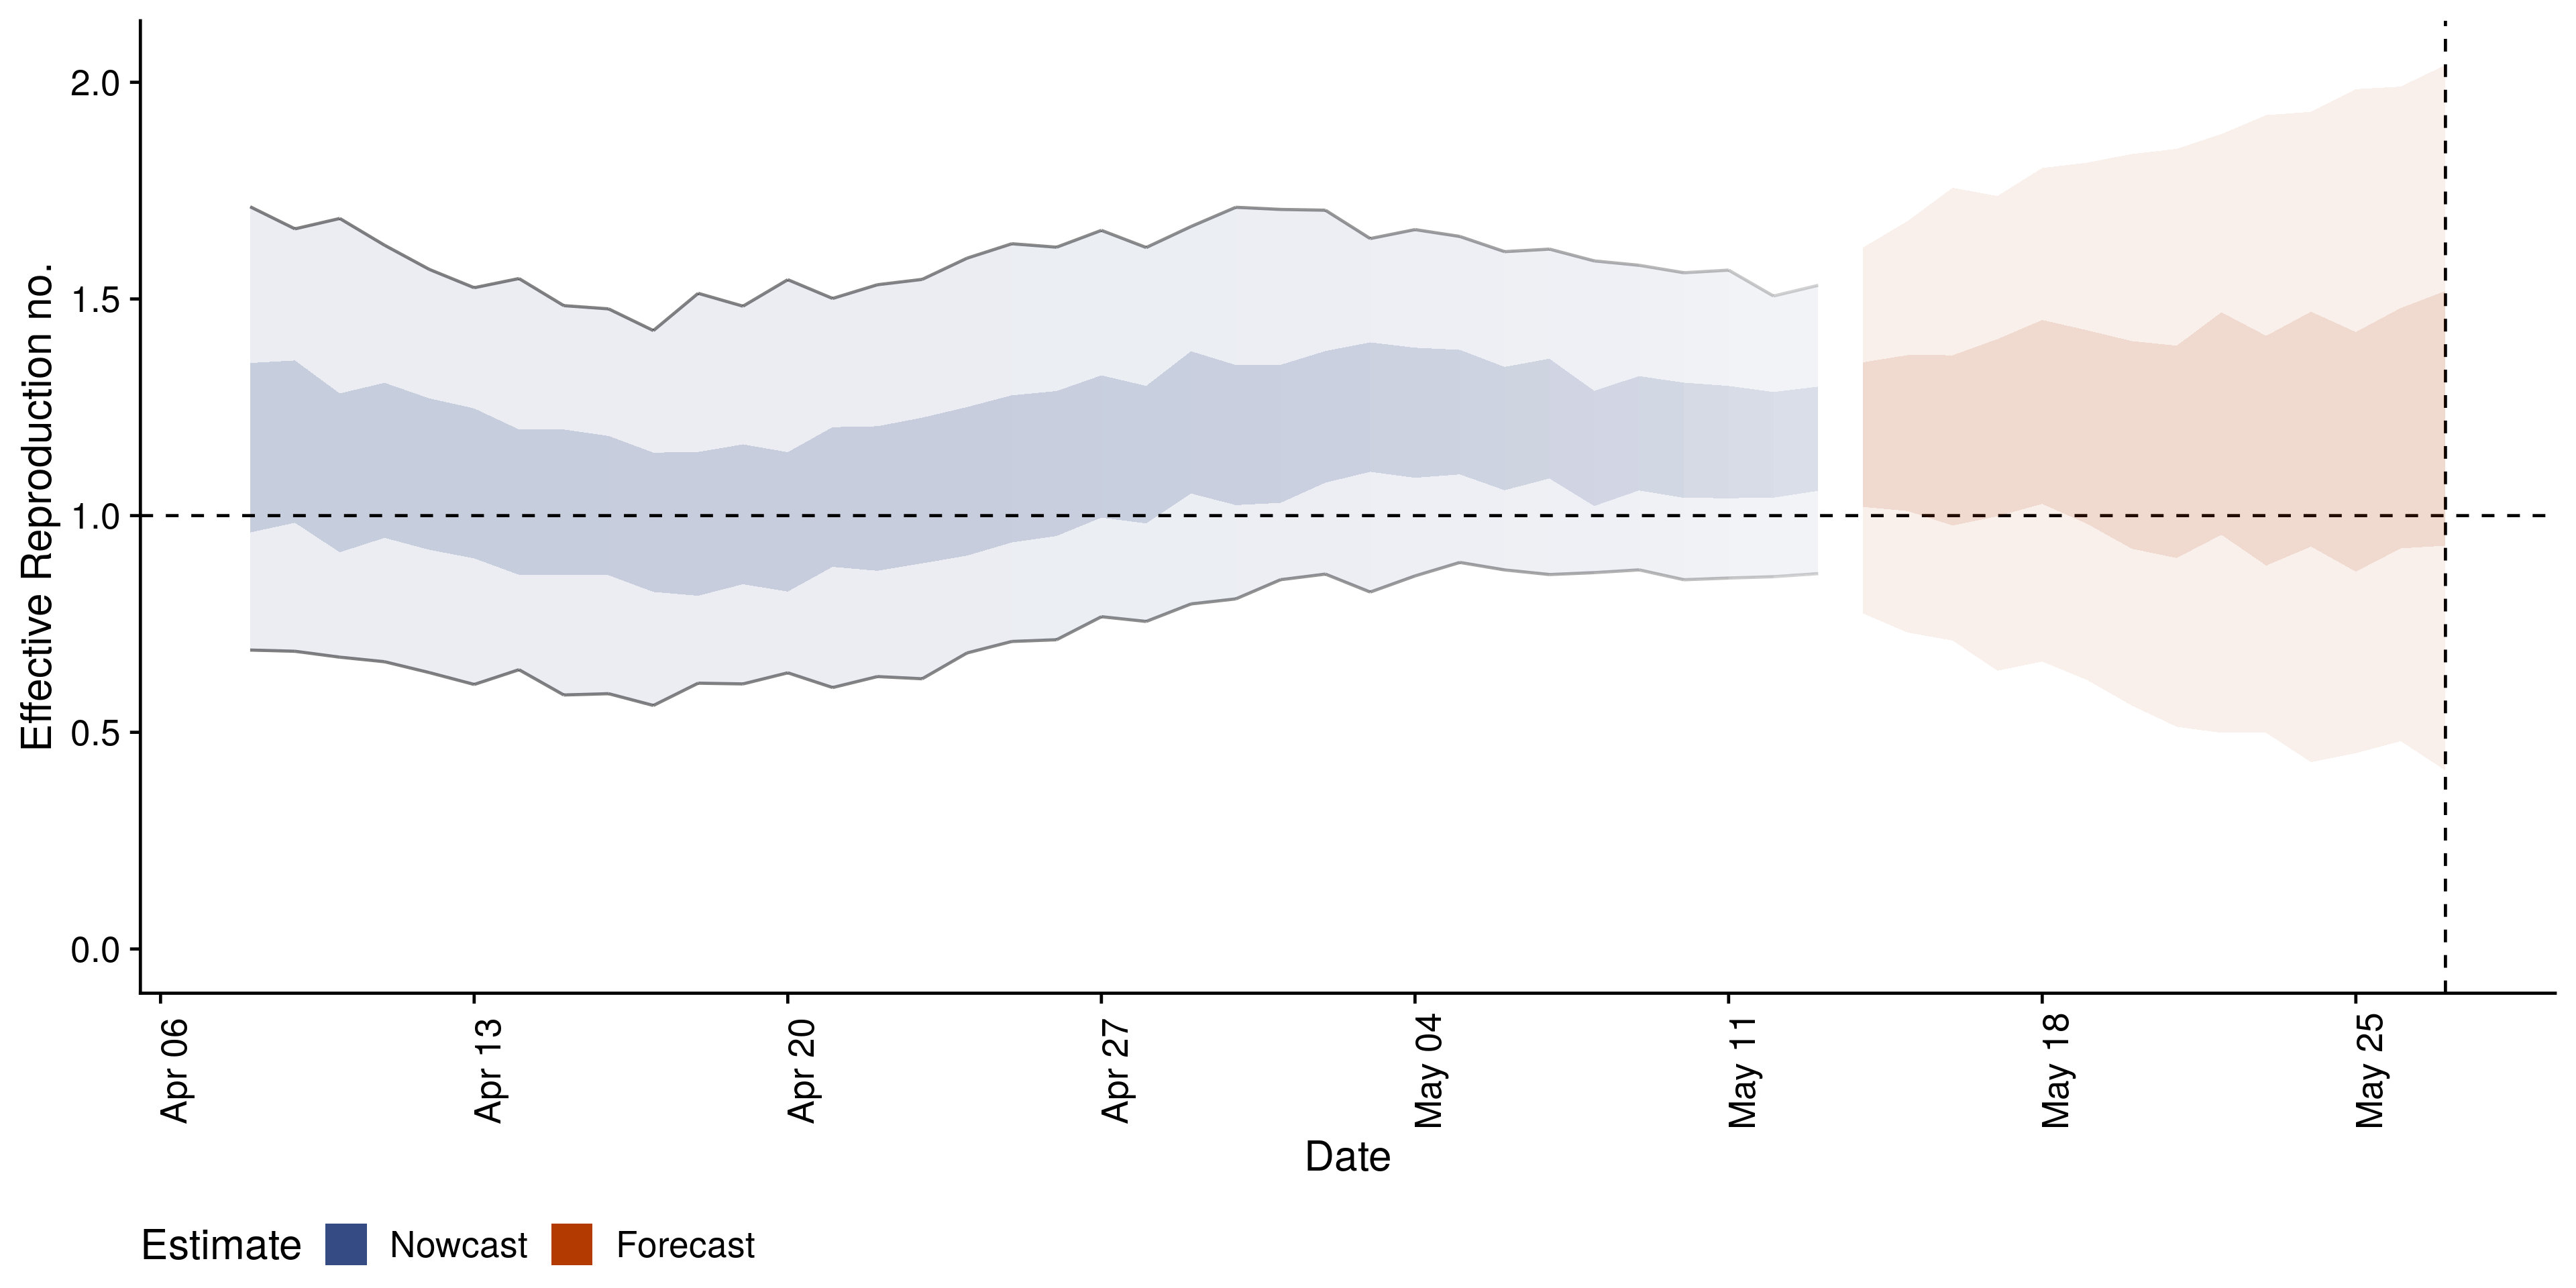 Effective Reproduction no.
2.0
1.5
1.0
0.5
0.0
Apr 06
Apr 13
Apr 20
Apr 27
May 04
May 11
May 18
May 25
Date
Estimate Nowcast Forecast